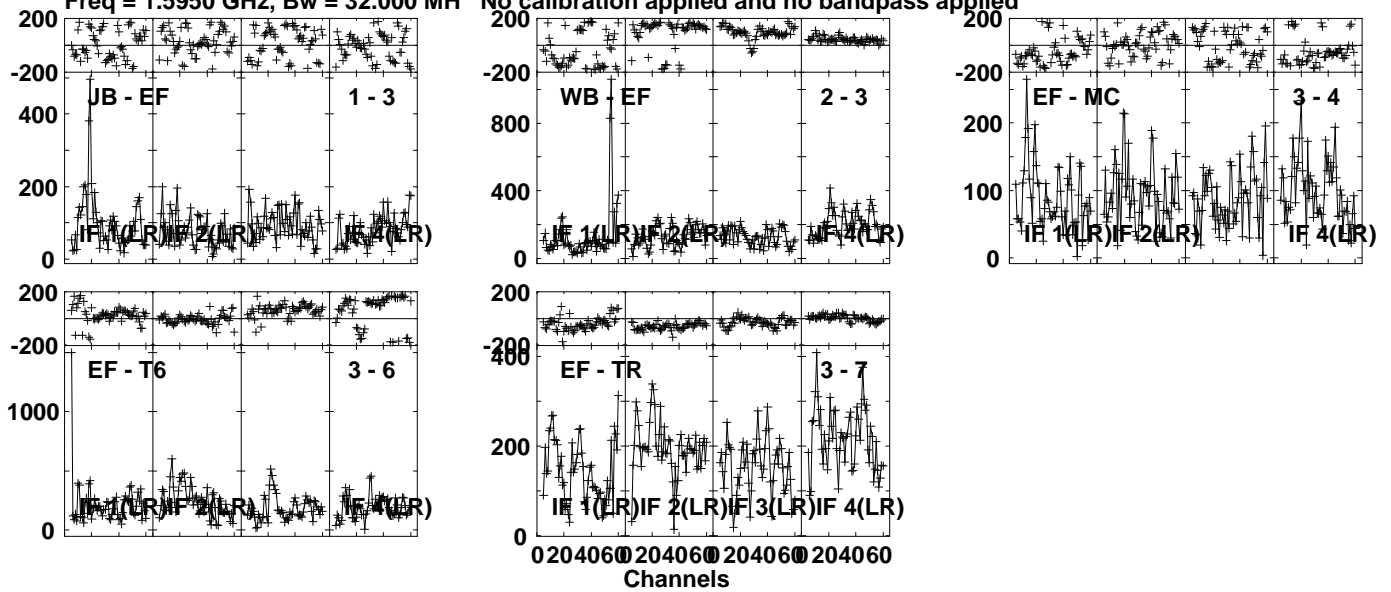 Freq = 1.5950 GHz, Bw = 32.000 MH No calibration applied and no bandpass applied
200
-200
JB - EF 1 - 3
400
200
0
IF 1(LR) IF 2(LR) IF 4(LR)
200
-200
WB - EF 2 - 3
800
400
0
IF 1(LR) IF 2(LR) IF 4(LR)
200
-200
EF - MC 3 - 4
200
100
0
IF 1(LR) IF 2(LR) IF 4(LR)
200
-200
EF - T6 3 - 6
1000
0
IF 1(LR) IF 2(LR) IF 4(LR)
200
-200
400
EF - TR 3 - 7
200
0
IF 1(LR) IF 2(LR) IF 3(LR) IF 4(LR)
0 20 40 60 0 20 40 60 0 20 40 60 0 20 40 60
Channels